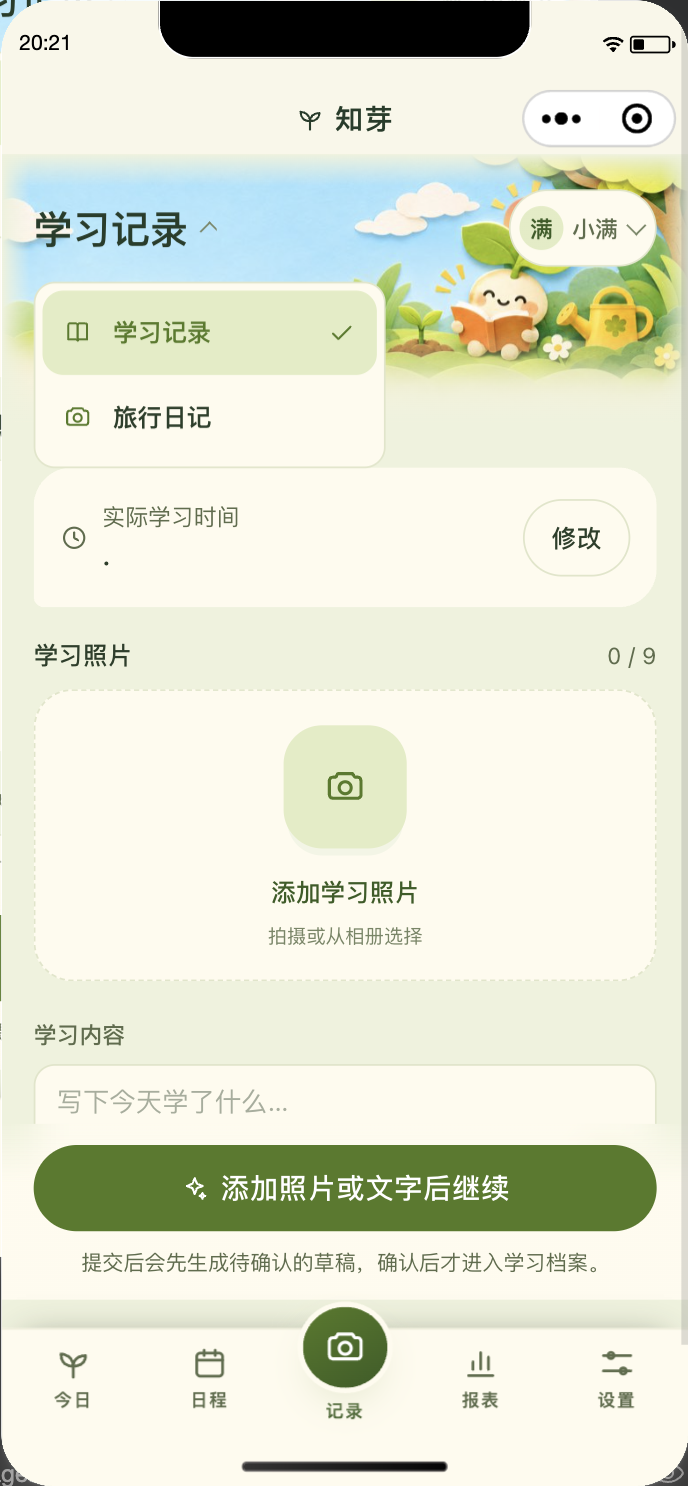 20:21
知芽
学习记录
满 小满
学习记录
旅行日记
实际学习时间
·
修改
学习照片
0 / 9
添加学习照片
拍摄或从相册选择
学习内容
写下今天学了什么...
添加照片或文字后继续
提交后会先生成待确认的草稿，确认后才进入学习档案。
今日
日程
记录
报表
设置